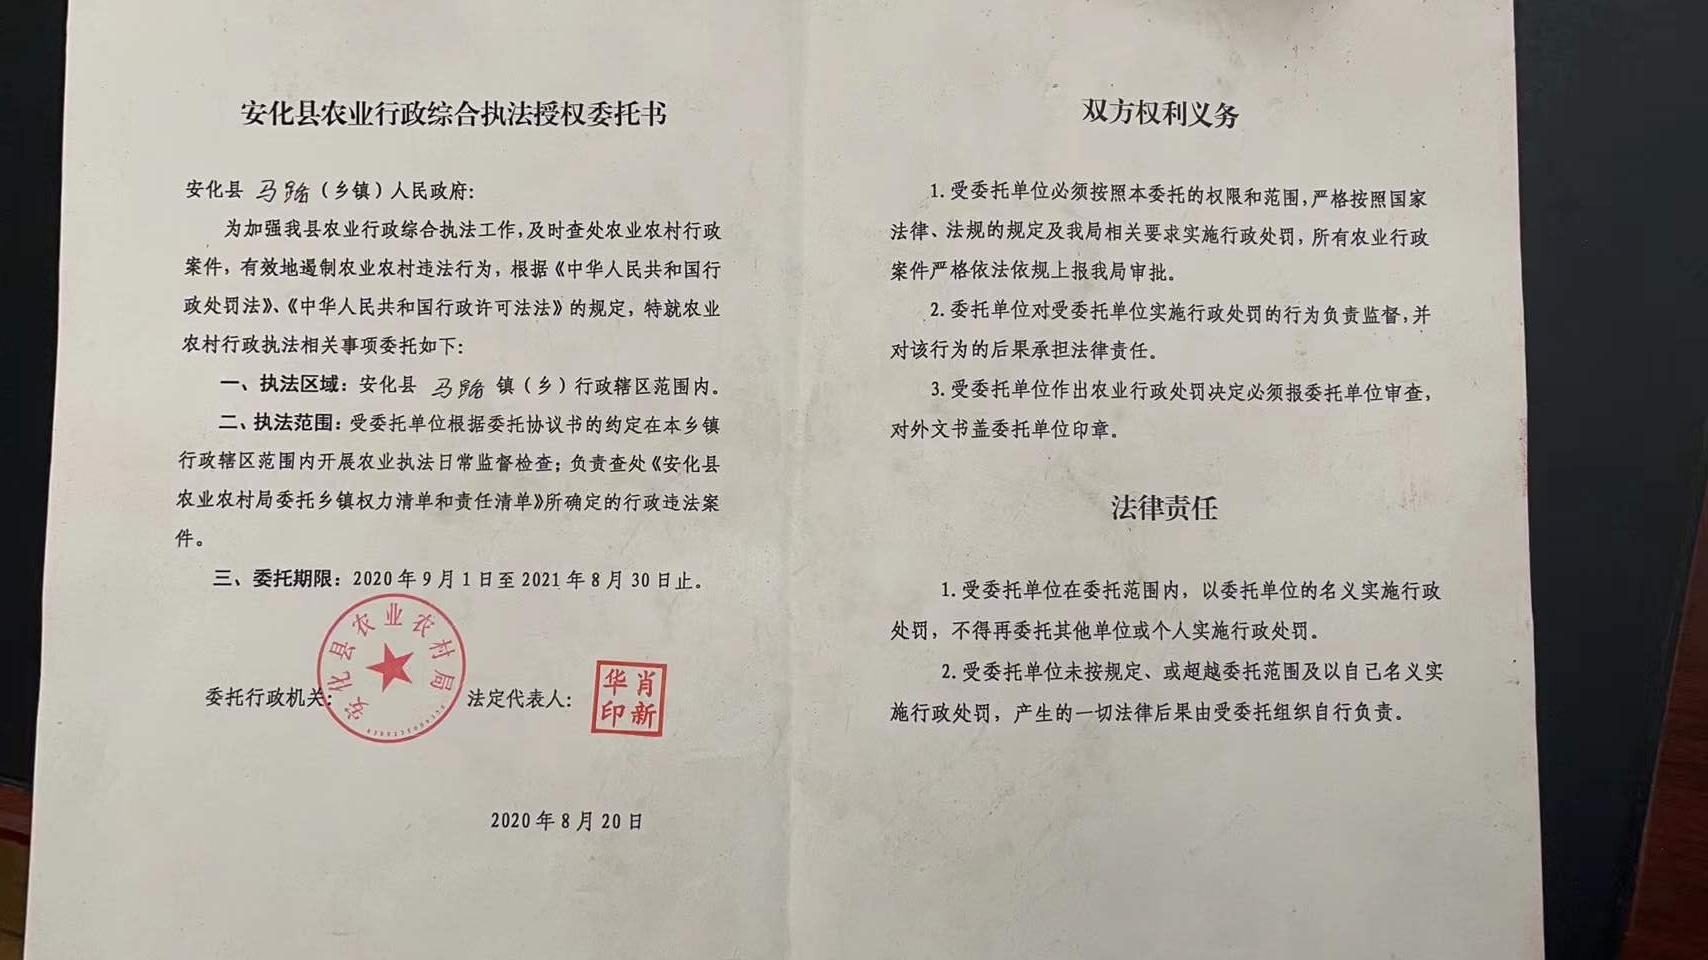 安化县农业行政综合执法授权委托书
安化县 马路（乡镇）人民政府：
为加强我县农业行政综合执法工作，及时查处农业农村行政
案件，有效地遏制农业农村违法行为，根据《中华人民共和国行
政处罚法》、《中华人民共和国行政许可法法》的规定，特就农业
农村行政执法相关事项委托如下：
一、执法区域：安化县 马路 镇（乡）行政辖区范围内。
二、执法范围：受委托单位根据委托协议书的约定在本乡镇
行政辖区范围内开展农业执法日常监督检查；负责查处《安化县
农业农村局委托乡镇权力清单和责任清单》所确定的行政违法案
件。
三、委托期限：2020年9月1日至2021年8月30日止。
安化县农业农村局
委托行政机关： 法定代表人：
肖新华印
2020年8月20日
双方权利义务
1.受委托单位必须按照本委托的权限和范围，严格按照国家
法律、法规的规定及我局相关要求实施行政处罚，所有农业行政
案件严格依法依规上报我局审批。
2.委托单位对受委托单位实施行政处罚的行为负责监督，并
对该行为的后果承担法律责任。
3.受委托单位作出农业行政处罚决定必须报委托单位审查，
对外文书盖委托单位印章。
法律责任
1.受委托单位在委托范围内，以委托单位的名义实施行政
处罚，不得再委托其他单位或个人实施行政处罚。
2.受委托单位未按规定、或超越委托范围及以自己名义实
施行政处罚，产生的一切法律后果由受委托组织自行负责。